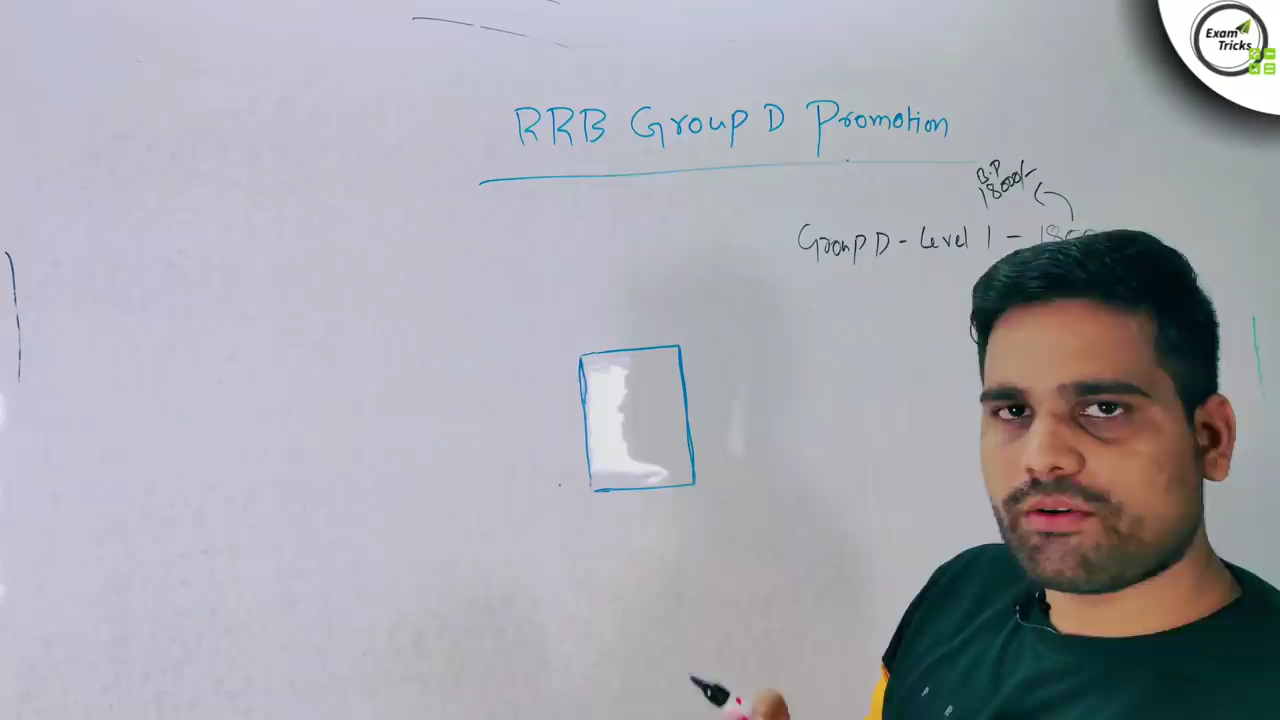 Exam
Tricks
RRB Group D Promotion
B.P
18000/-
Group D - Level 1 -
P
R